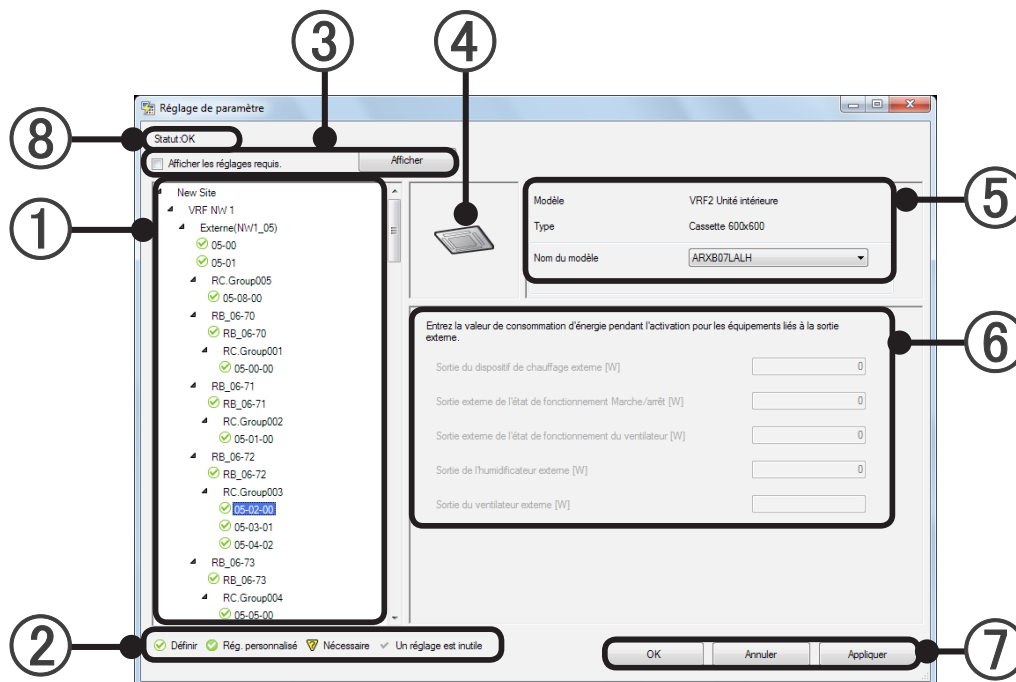 ③
④
Réglage de paramètre
⑧
Statut:OK
Afficher les réglages requis.
Afficher
①
New Site
VRF NW 1
Externe(NW1_05)
05-00
05-01
RC.Group005
05-08-00
RB_06-70
RB_06-70
RC.Group001
05-00-00
RB_06-71
RB_06-71
RC.Group002
05-01-00
RB_06-72
RB_06-72
RC.Group003
05-02-00
05-03-01
05-04-02
RB_06-73
RB_06-73
RC.Group004
05-05-00
Modèle VRF2 Unité intérieure
Type Cassette 600x600
Nom du modèle ARXB07LALH
⑤
Entrez la valeur de consommation d'énergie pendant l'activation pour les équipements liés à la sortie
externe.
Sortie du dispositif de chauffage externe [W] 0
Sortie externe de l'état de fonctionnement Marche/arrêt [W] 0
Sortie externe de l'état de fonctionnement du ventilateur [W] 0
Sortie de l'humidificateur externe [W] 0
Sortie du ventilateur externe [W]
⑥
②
Définir Rég. personnalisé Nécessaire Un réglage est inutile
OK Annuler Appliquer
⑦